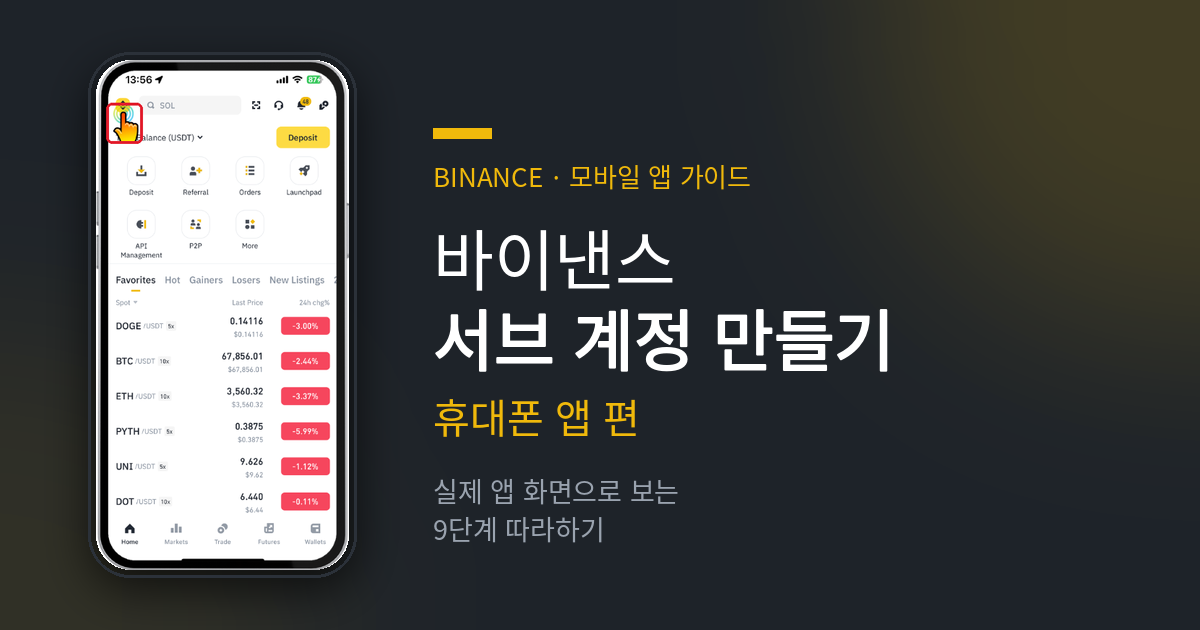 13:56
87
SOL
48
alance (USDT)
Deposit
Deposit
Referral
Orders
Launchpad
API
Management
P2P
More
Favorites Hot Gainers Losers New Listings
Spot Last Price 24h chg%
DOGE /USDT 5x 0.14116 -3.00%
$0.14116
BTC /USDT 10x 67,856.01 -2.44%
$67,856.01
ETH /USDT 10x 3,560.32 -3.37%
$3,560.32
PYTH /USDT 5x 0.3875 -5.99%
$0.3875
UNI /USDT 5x 9.626 -1.12%
$9.62
DOT /USDT 10x 6.440 -0.11%
$6.44
Home Markets Trade Futures Wallets
BINANCE · 모바일 앱 가이드
바이낸스
서브 계정 만들기
휴대폰 앱 편
실제 앱 화면으로 보는
9단계 따라하기